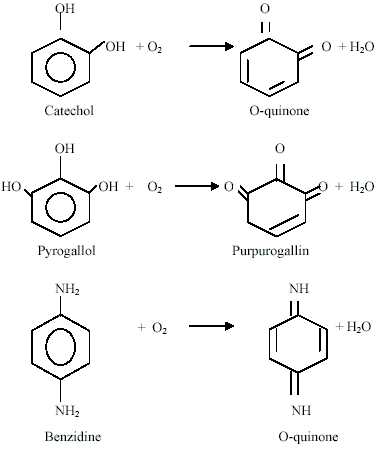 OH
OH + O₂
O
O + H₂O
Catechol O-quinone
OH
HO OH + O₂
O
O O + H₂O
Pyrogallol Purpurogallin
NH₂ NH
+ O₂ + H₂O
NH₂ NH
Benzidine O-quinone